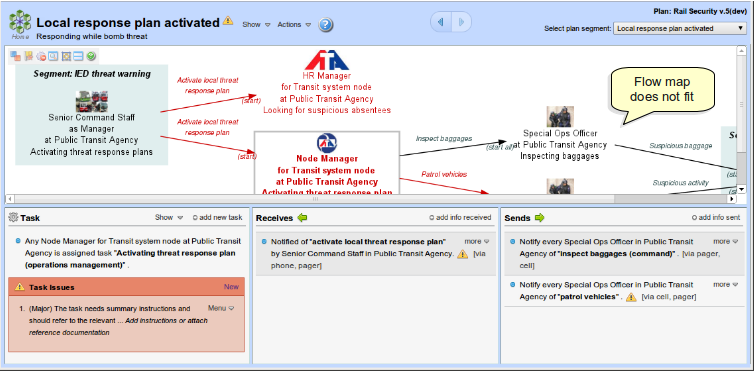 Local response plan activated
Show
Actions
Plan: Rail Security v.5(dev)
Home
Responding while bomb threat
Select plan segment:
Local response plan activated
Segment: IED threat warning
Senior Command Staff
as Manager
at Public Transit Agency
Activating threat response plans
Activate local threat
response plan
(start)
Activate local threat
response plan
(start)
HR Manager
for Transit system node
at Public Transit Agency
Looking for suspicious absentees
Node Manager
for Transit system node
at Public Transit Agency
Activating threat response plan
Inspect baggages
(start all)
Patrol vehicles
Special Ops Officer
at Public Transit Agency
Inspecting baggages
Flow map
does not fit
Suspicious baggage
Suspicious activity
Task
Show
add new task
Any Node Manager for Transit system node at Public Transit
Agency is assigned task "Activating threat response plan
(operations management)" .
Task Issues
New
1. (Major) The task needs summary instructions and
should refer to the relevant ... Add instructions or attach
reference documentation
Menu
Receives
add info received
Notified of "activate local threat response plan"
by Senior Command Staff in Public Transit Agency.
[via
phone, pager]
more
Sends
add info sent
Notify every Special Ops Officer in Public Transit
Agency of "inspect baggages (command)" . [via pager,
cell]
more
Notify every Special Ops Officer in Public Transit
Agency of "patrol vehicles" .
[via cell, pager]
more